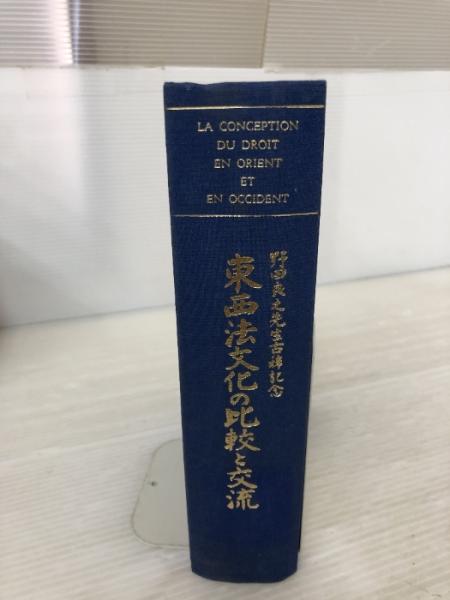 LA CONCEPTION
DU DROIT
EN ORIENT
ET
EN OCCIDENT
野田良之先生古稀記念
東西法文化の比較と交流